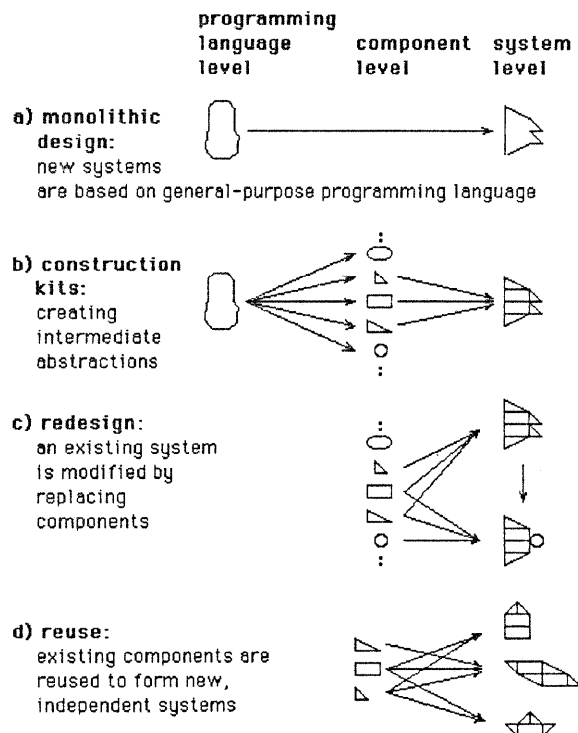 programming
language component system
level level level
a) monolithic
design:
new systems
are based on general-purpose programming language
b) construction
kits:
creating
intermediate
abstractions
c) redesign:
an existing system
is modified by
replacing
components
d) reuse:
existing components are
reused to form new,
independent systems